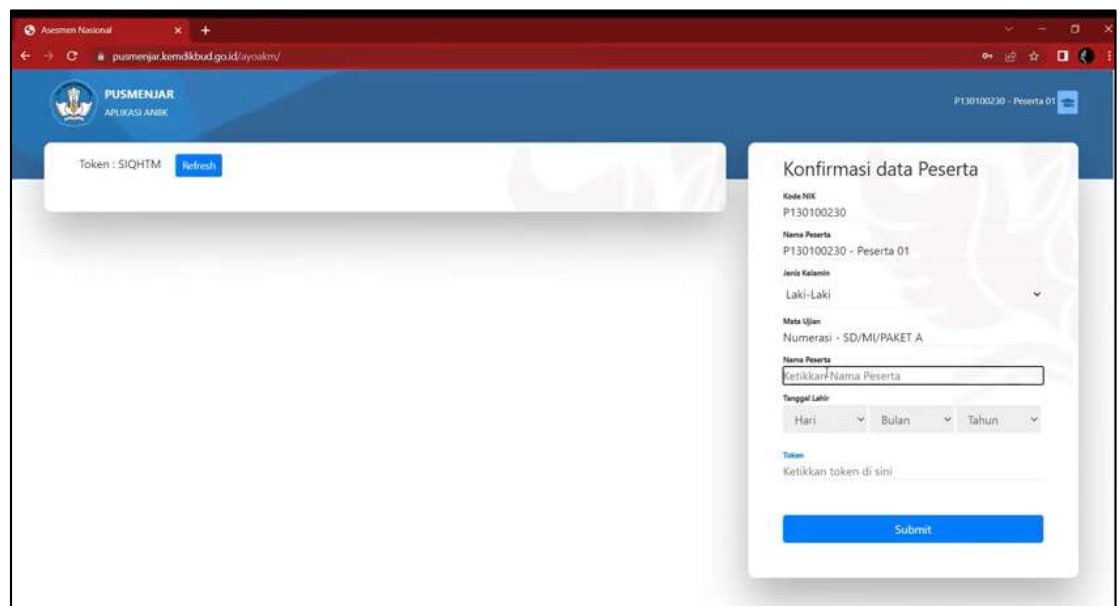 Asesmen Nasional
pusmenjar.kemdikbud.go.id/ayoakm/
PUSMENJAR
APLIKASI ANBK
P130100230 - Peserta 01
Token : SIQHTM
Refresh
Konfirmasi data Peserta
Kode NIK
P130100230
Nama Peserta
P130100230 - Peserta 01
Jenis Kelamin
Laki-Laki
Mata Ujian
Numerasi - SD/MI/PAKET A
Nama Peserta
Ketikkan Nama Peserta
Tanggal Lahir
Hari Bulan Tahun
Token
Ketikkan token di sini
Submit